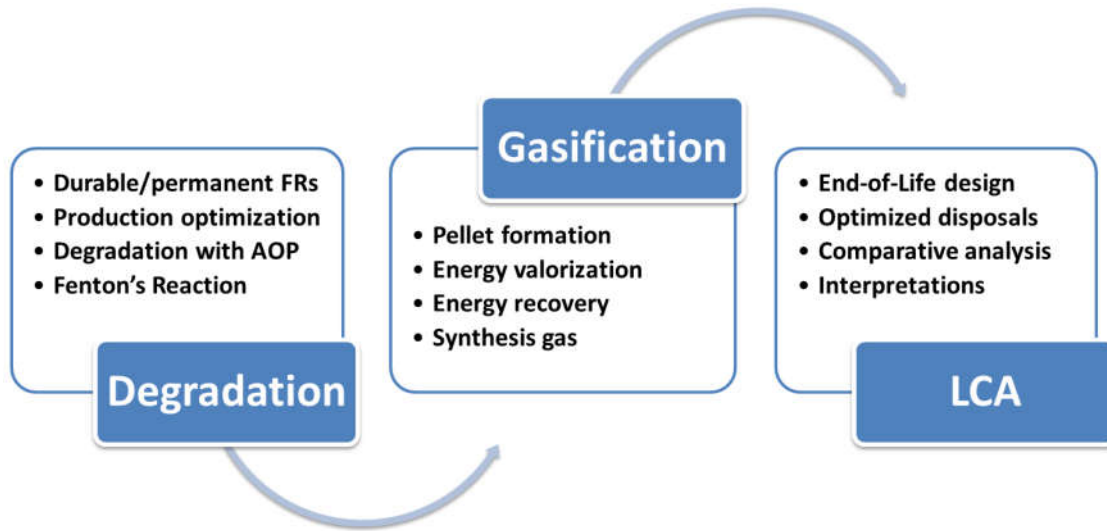 • Durable/permanent FRs
• Production optimization
• Degradation with AOP
• Fenton's Reaction
Degradation
Gasification
• Pellet formation
• Energy valorization
• Energy recovery
• Synthesis gas
• End-of-Life design
• Optimized disposals
• Comparative analysis
• Interpretations
LCA